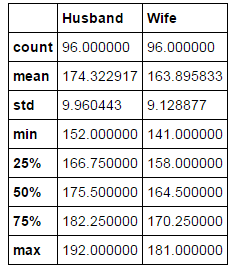 Husband Wife
count 96.000000 96.000000
mean 174.322917 163.895833
std 9.960443 9.128877
min 152.000000 141.000000
25% 166.750000 158.000000
50% 175.500000 164.500000
75% 182.250000 170.250000
max 192.000000 181.000000